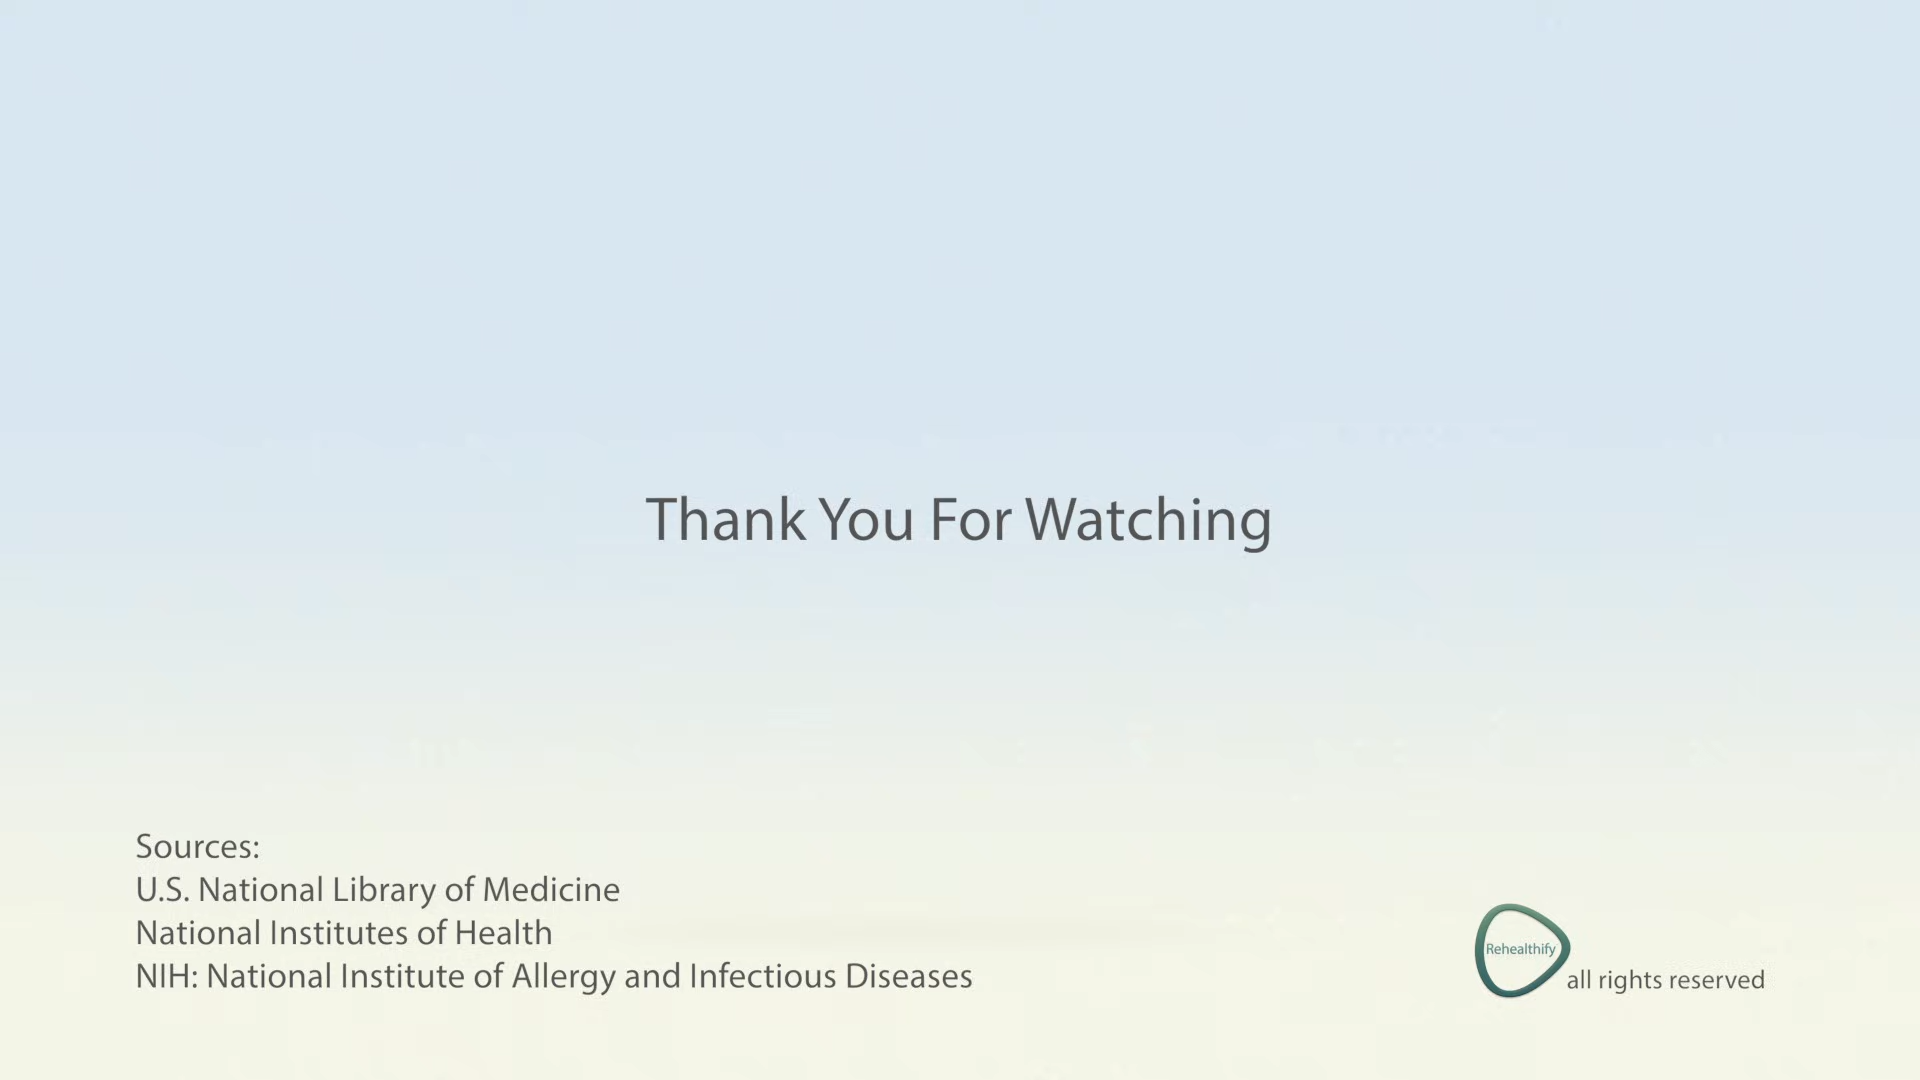 Thank You For Watching
Sources:
U.S. National Library of Medicine
National Institutes of Health
NIH: National Institute of Allergy and Infectious Diseases
Rehealthify
all rights reserved